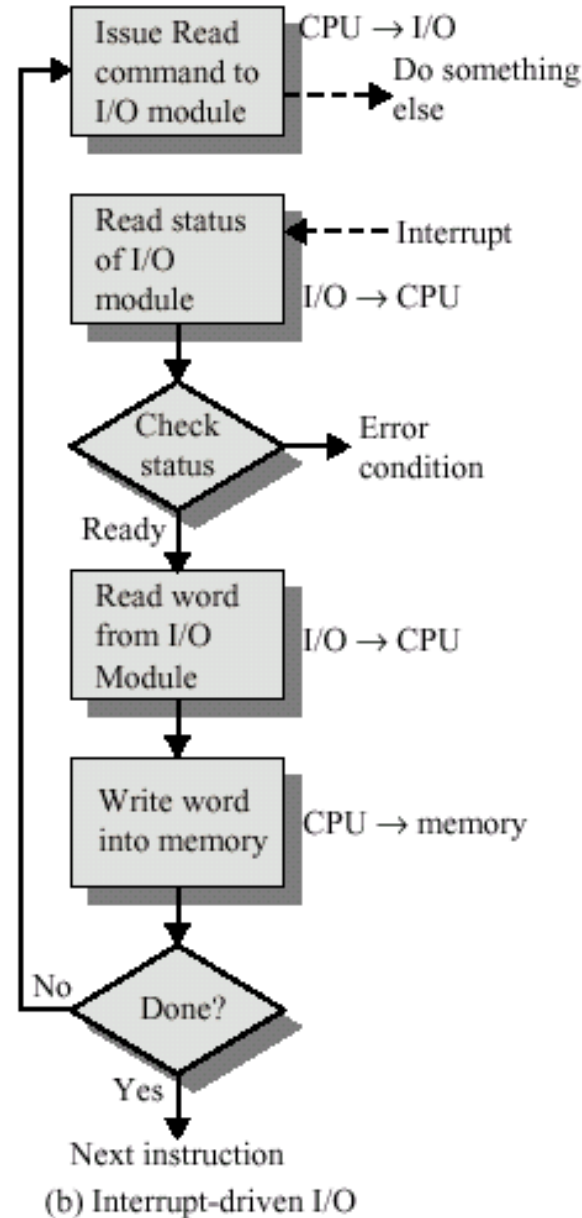 Issue Read
command to
I/O module
CPU → I/O
Do something
else
Read status
of I/O
module
Interrupt
I/O → CPU
Check
status
Error
condition
Ready
Read word
from I/O
Module
I/O → CPU
Write word
into memory
CPU → memory
No
Done?
Yes
Next instruction
(b) Interrupt-driven I/O